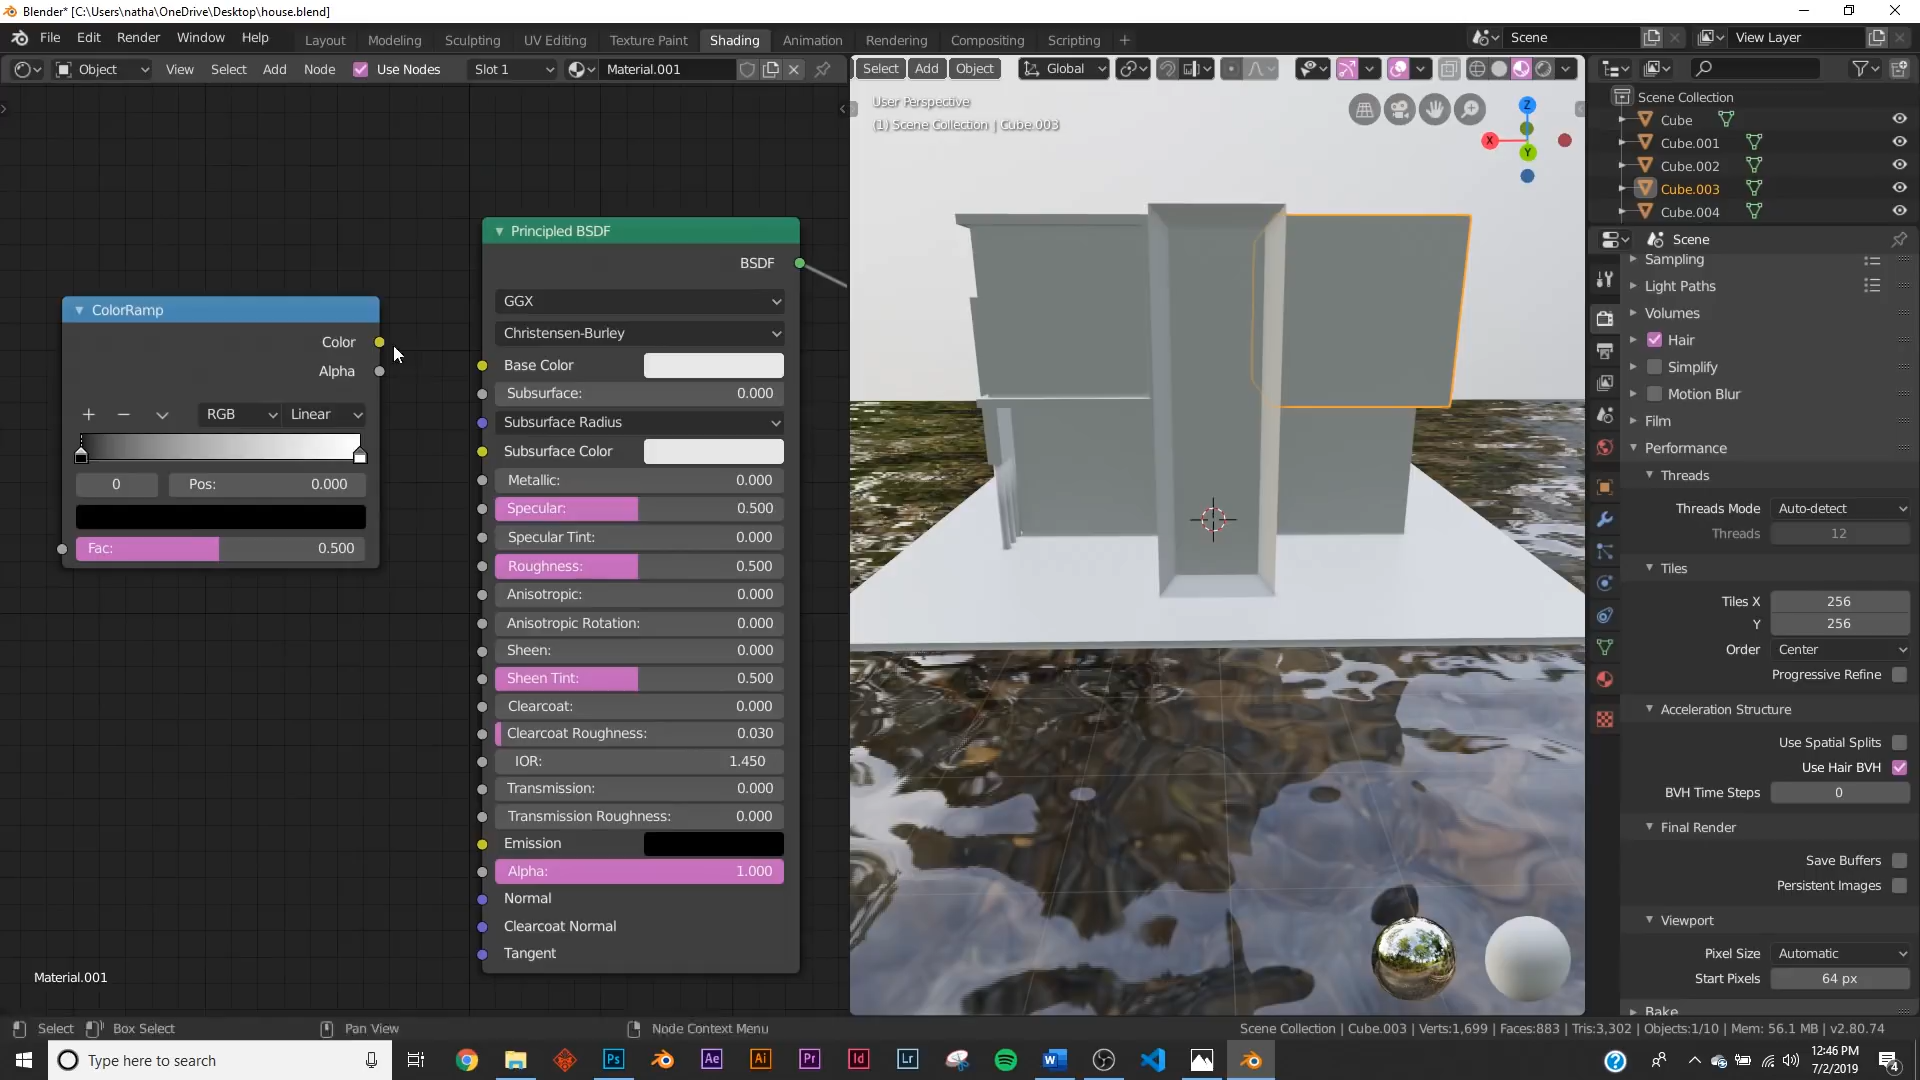 Blender* [C:\Users\natha\OneDrive\Desktop\house.blend]
File Edit Render Window Help Layout Modeling Sculpting UV Editing Texture Paint Shading Animation Rendering Compositing Scripting + Scene View Layer
Object View Select Add Node Use Nodes Slot 1 Material.001 Select Add Object Global
User Perspective
(1) Scene Collection | Cube.003
Z
X
Y
Scene Collection
Cube
Cube.001
Cube.002
Cube.003
Cube.004
ColorRamp
Color
Alpha
RGB Linear
0 Pos: 0.000
Fac: 0.500
Principled BSDF
BSDF
GGX
Christensen-Burley
Base Color
Subsurface: 0.000
Subsurface Radius
Subsurface Color
Metallic: 0.000
Specular: 0.500
Specular Tint: 0.000
Roughness: 0.500
Anisotropic: 0.000
Anisotropic Rotation: 0.000
Sheen: 0.000
Sheen Tint: 0.500
Clearcoat: 0.000
Clearcoat Roughness: 0.030
IOR: 1.450
Transmission: 0.000
Transmission Roughness: 0.000
Emission
Alpha: 1.000
Normal
Clearcoat Normal
Tangent
Material.001
Scene
Sampling
Light Paths
Volumes
Hair
Simplify
Motion Blur
Film
Performance
Threads
Threads Mode Auto-detect
Threads 12
Tiles
Tiles X 256
Y 256
Order Center
Progressive Refine
Acceleration Structure
Use Spatial Splits
Use Hair BVH
BVH Time Steps 0
Final Render
Save Buffers
Persistent Images
Viewport
Pixel Size Automatic
Start Pixels 64 px
Bake
Select Box Select Pan View Node Context Menu Scene Collection | Cube.003 | Verts:1,699 | Faces:883 | Tris:3,302 | Objects:1/10 | Mem: 56.1 MB | v2.80.74
Type here to search Ps Ae Ai Pr Id Lr 12:46 PM
7/2/2019 4